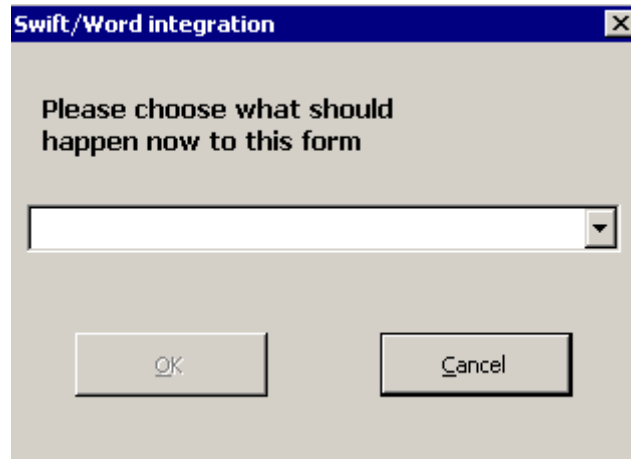 Swift/Word integration
Please choose what should
happen now to this form
OK
Cancel